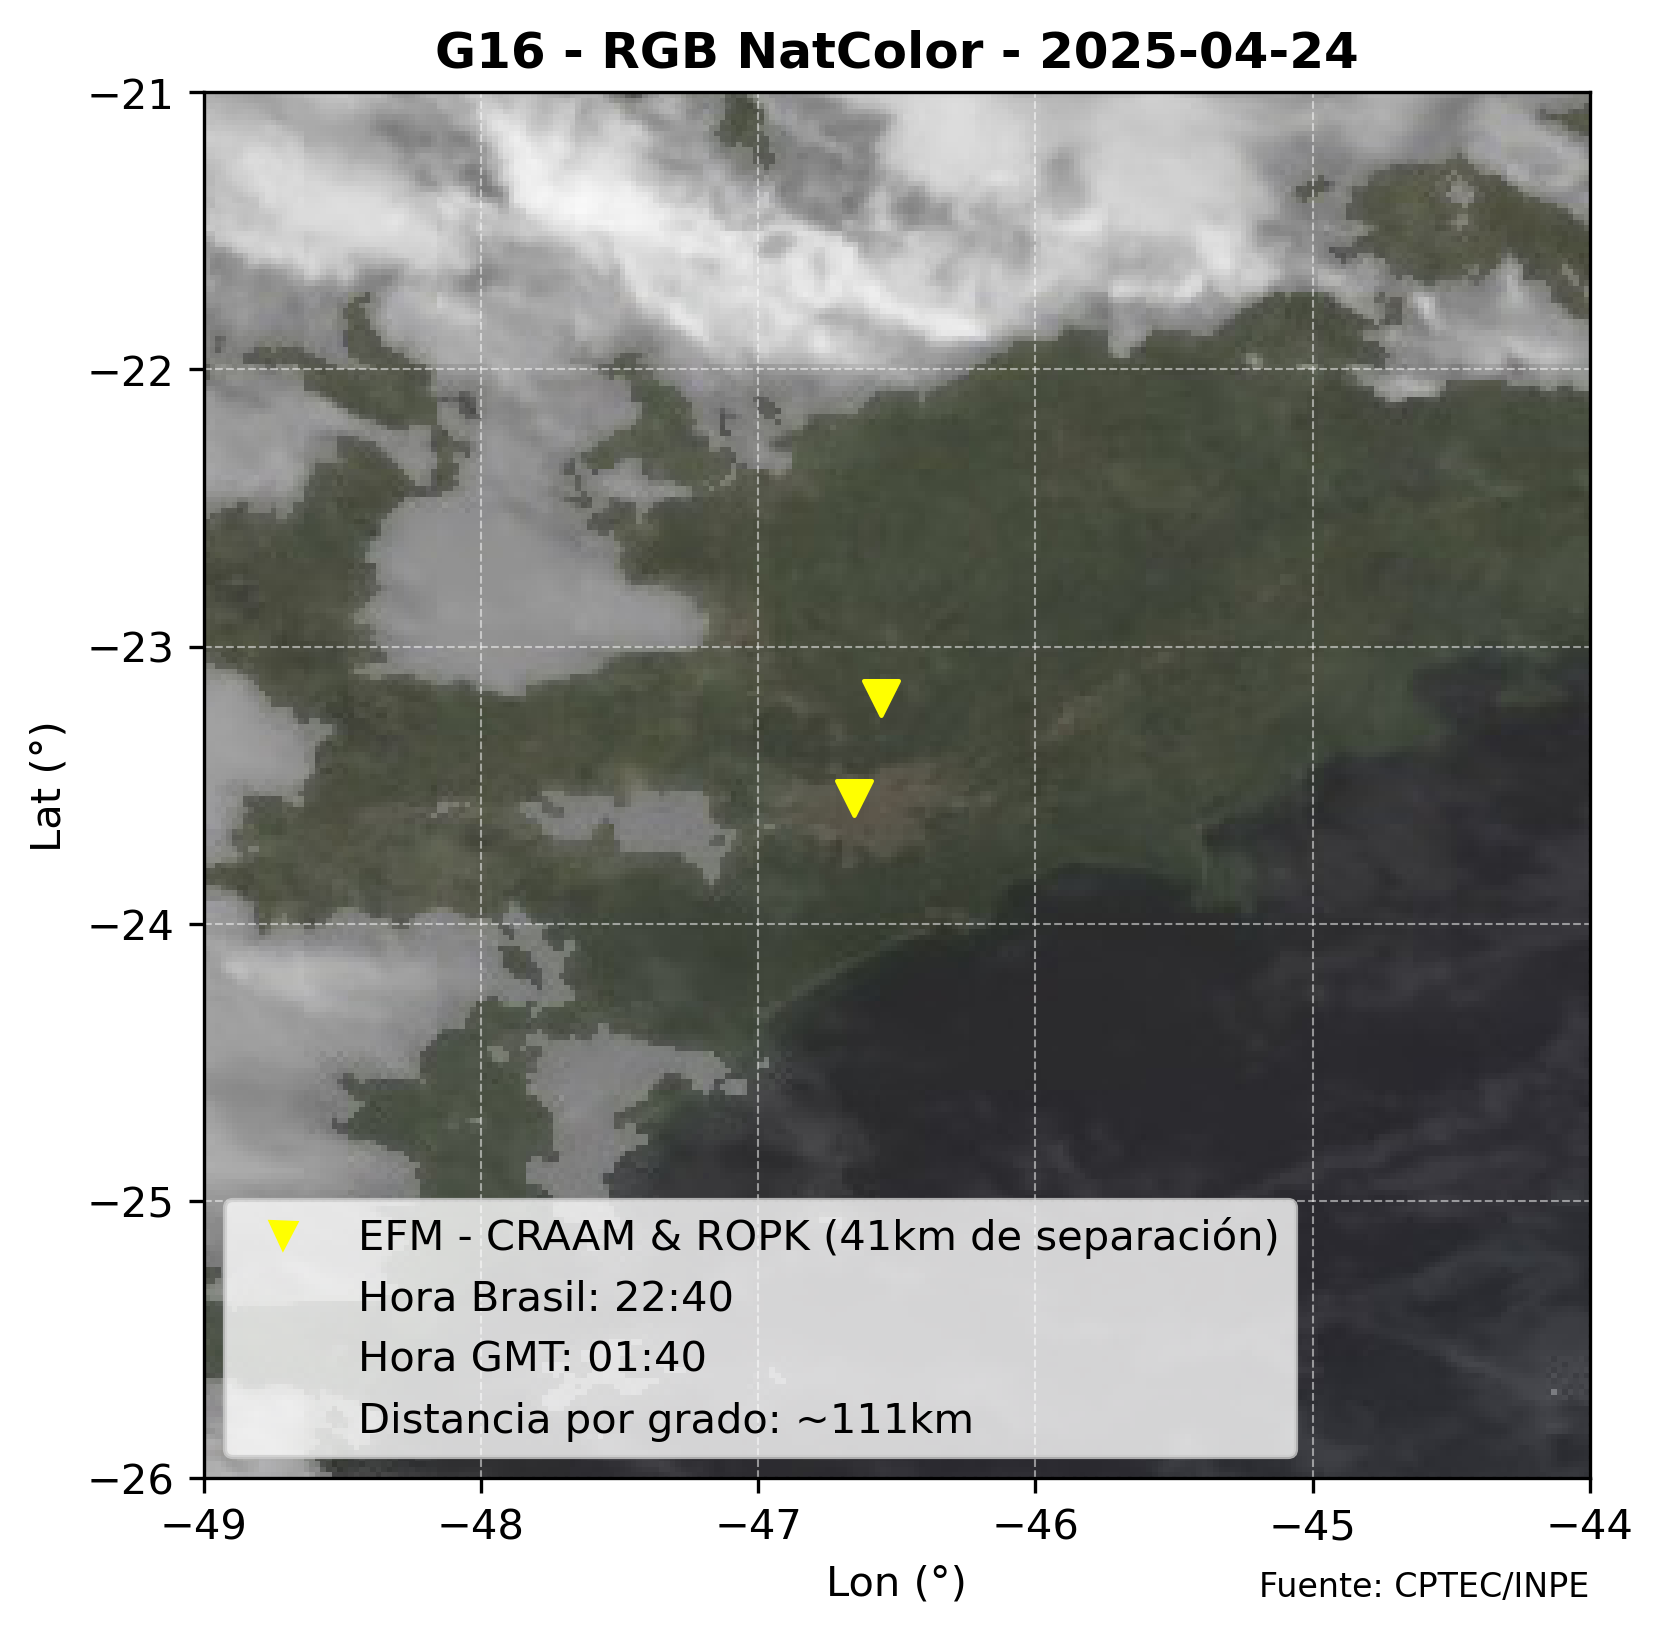 G16 - RGB NatColor - 2025-04-24
−21
−22
−23
−24
−25
−26
Lat (°)
EFM - CRAAM & ROPK (41km de separación)
Hora Brasil: 22:40
Hora GMT: 01:40
Distancia por grado: ~111km
−49 −48 −47 −46 −45 −44
Lon (°)
Fuente: CPTEC/INPE